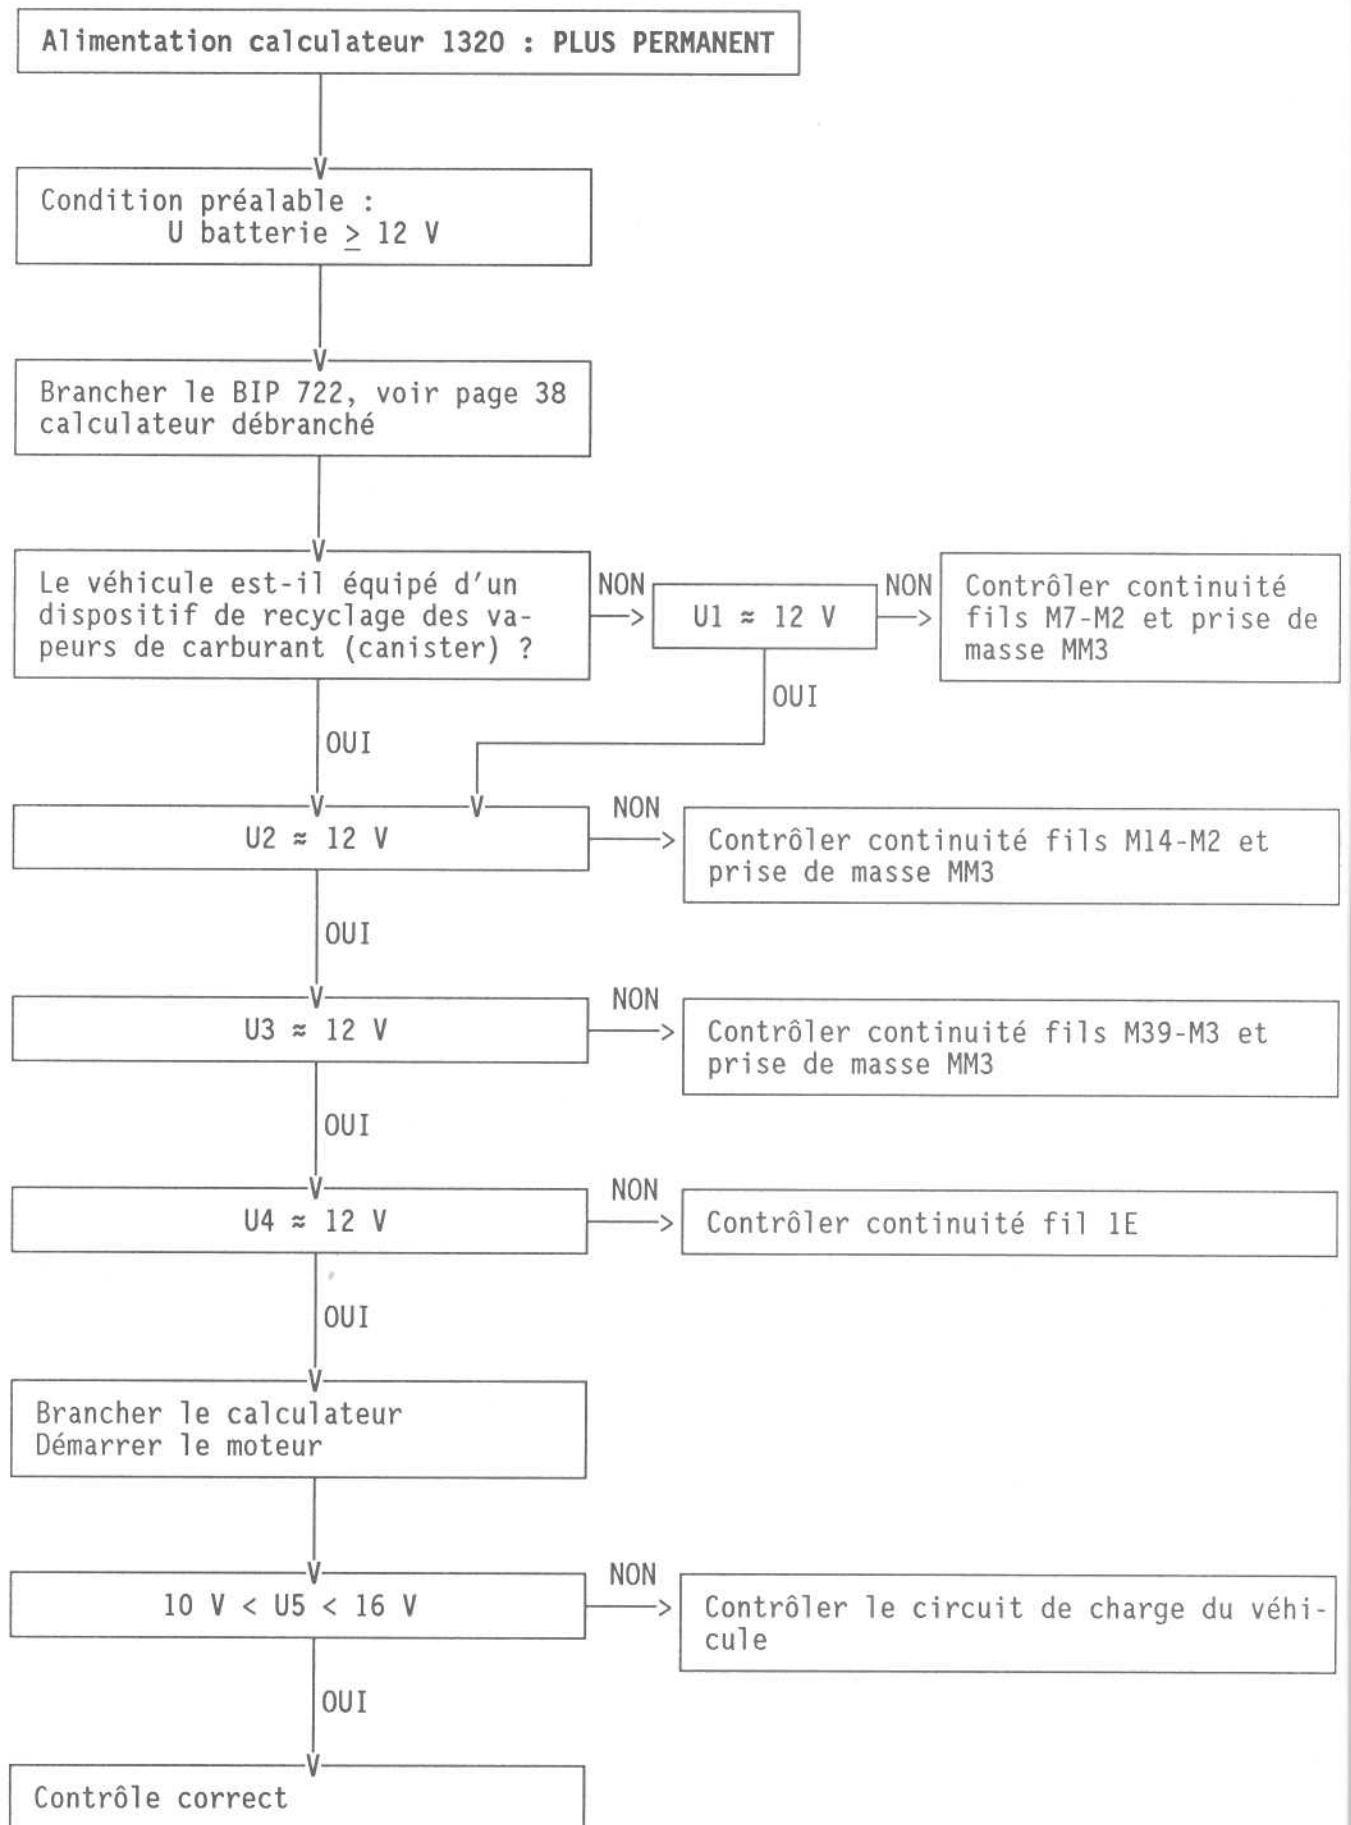 Alimentation calculateur 1320 : PLUS PERMANENT
Condition préalable :
U batterie ≥ 12 V
Brancher le BIP 722, voir page 38
calculateur débranché
Le véhicule est-il équipé d'un
dispositif de recyclage des va-
peurs de carburant (canister) ?
NON
U1 ≈ 12 V
NON
Contrôler continuité
fils M7-M2 et prise de
masse MM3
OUI
OUI
U2 ≈ 12 V
NON
Contrôler continuité fils M14-M2 et
prise de masse MM3
OUI
U3 ≈ 12 V
NON
Contrôler continuité fils M39-M3 et
prise de masse MM3
OUI
U4 ≈ 12 V
NON
Contrôler continuité fil 1E
OUI
Brancher le calculateur
Démarrer le moteur
10 V < U5 < 16 V
NON
Contrôler le circuit de charge du véhi-
cule
OUI
Contrôle correct